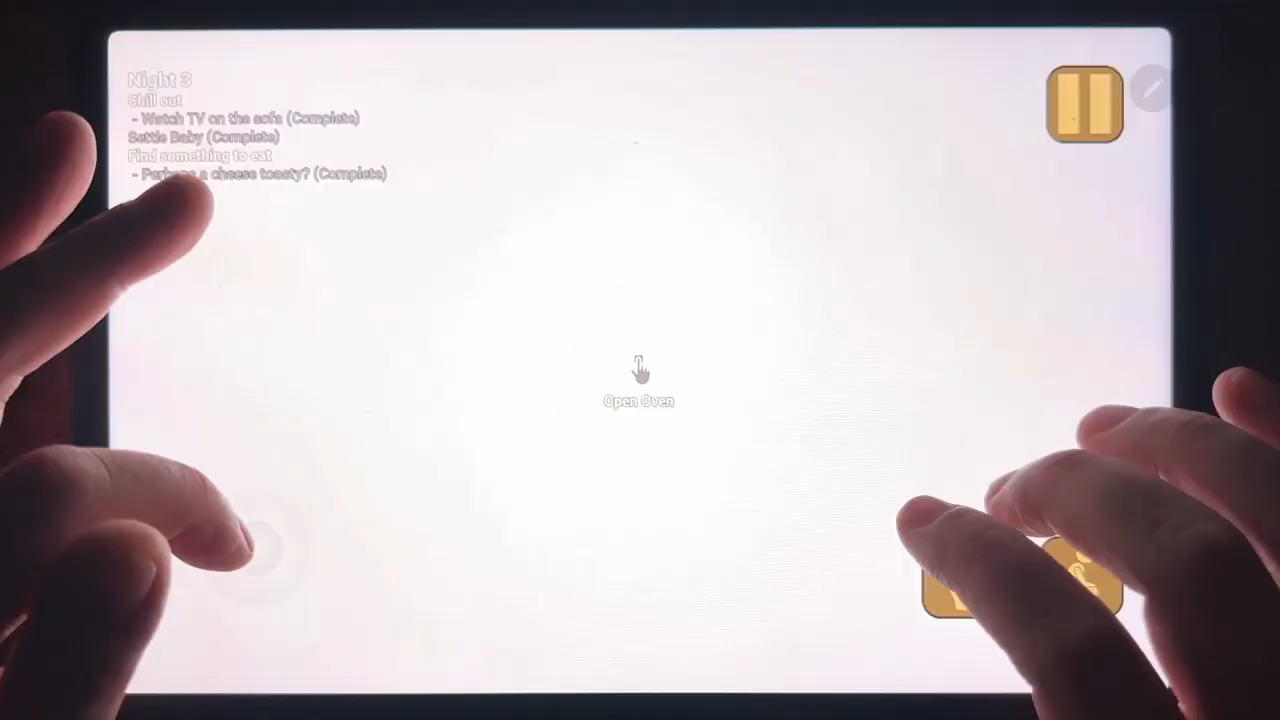 Night 3
Chill out
- Watch TV on the sofa (Complete)
Settle Baby (Complete)
Find something to eat
- Perhaps a cheese toasty? (Complete)
Open Oven